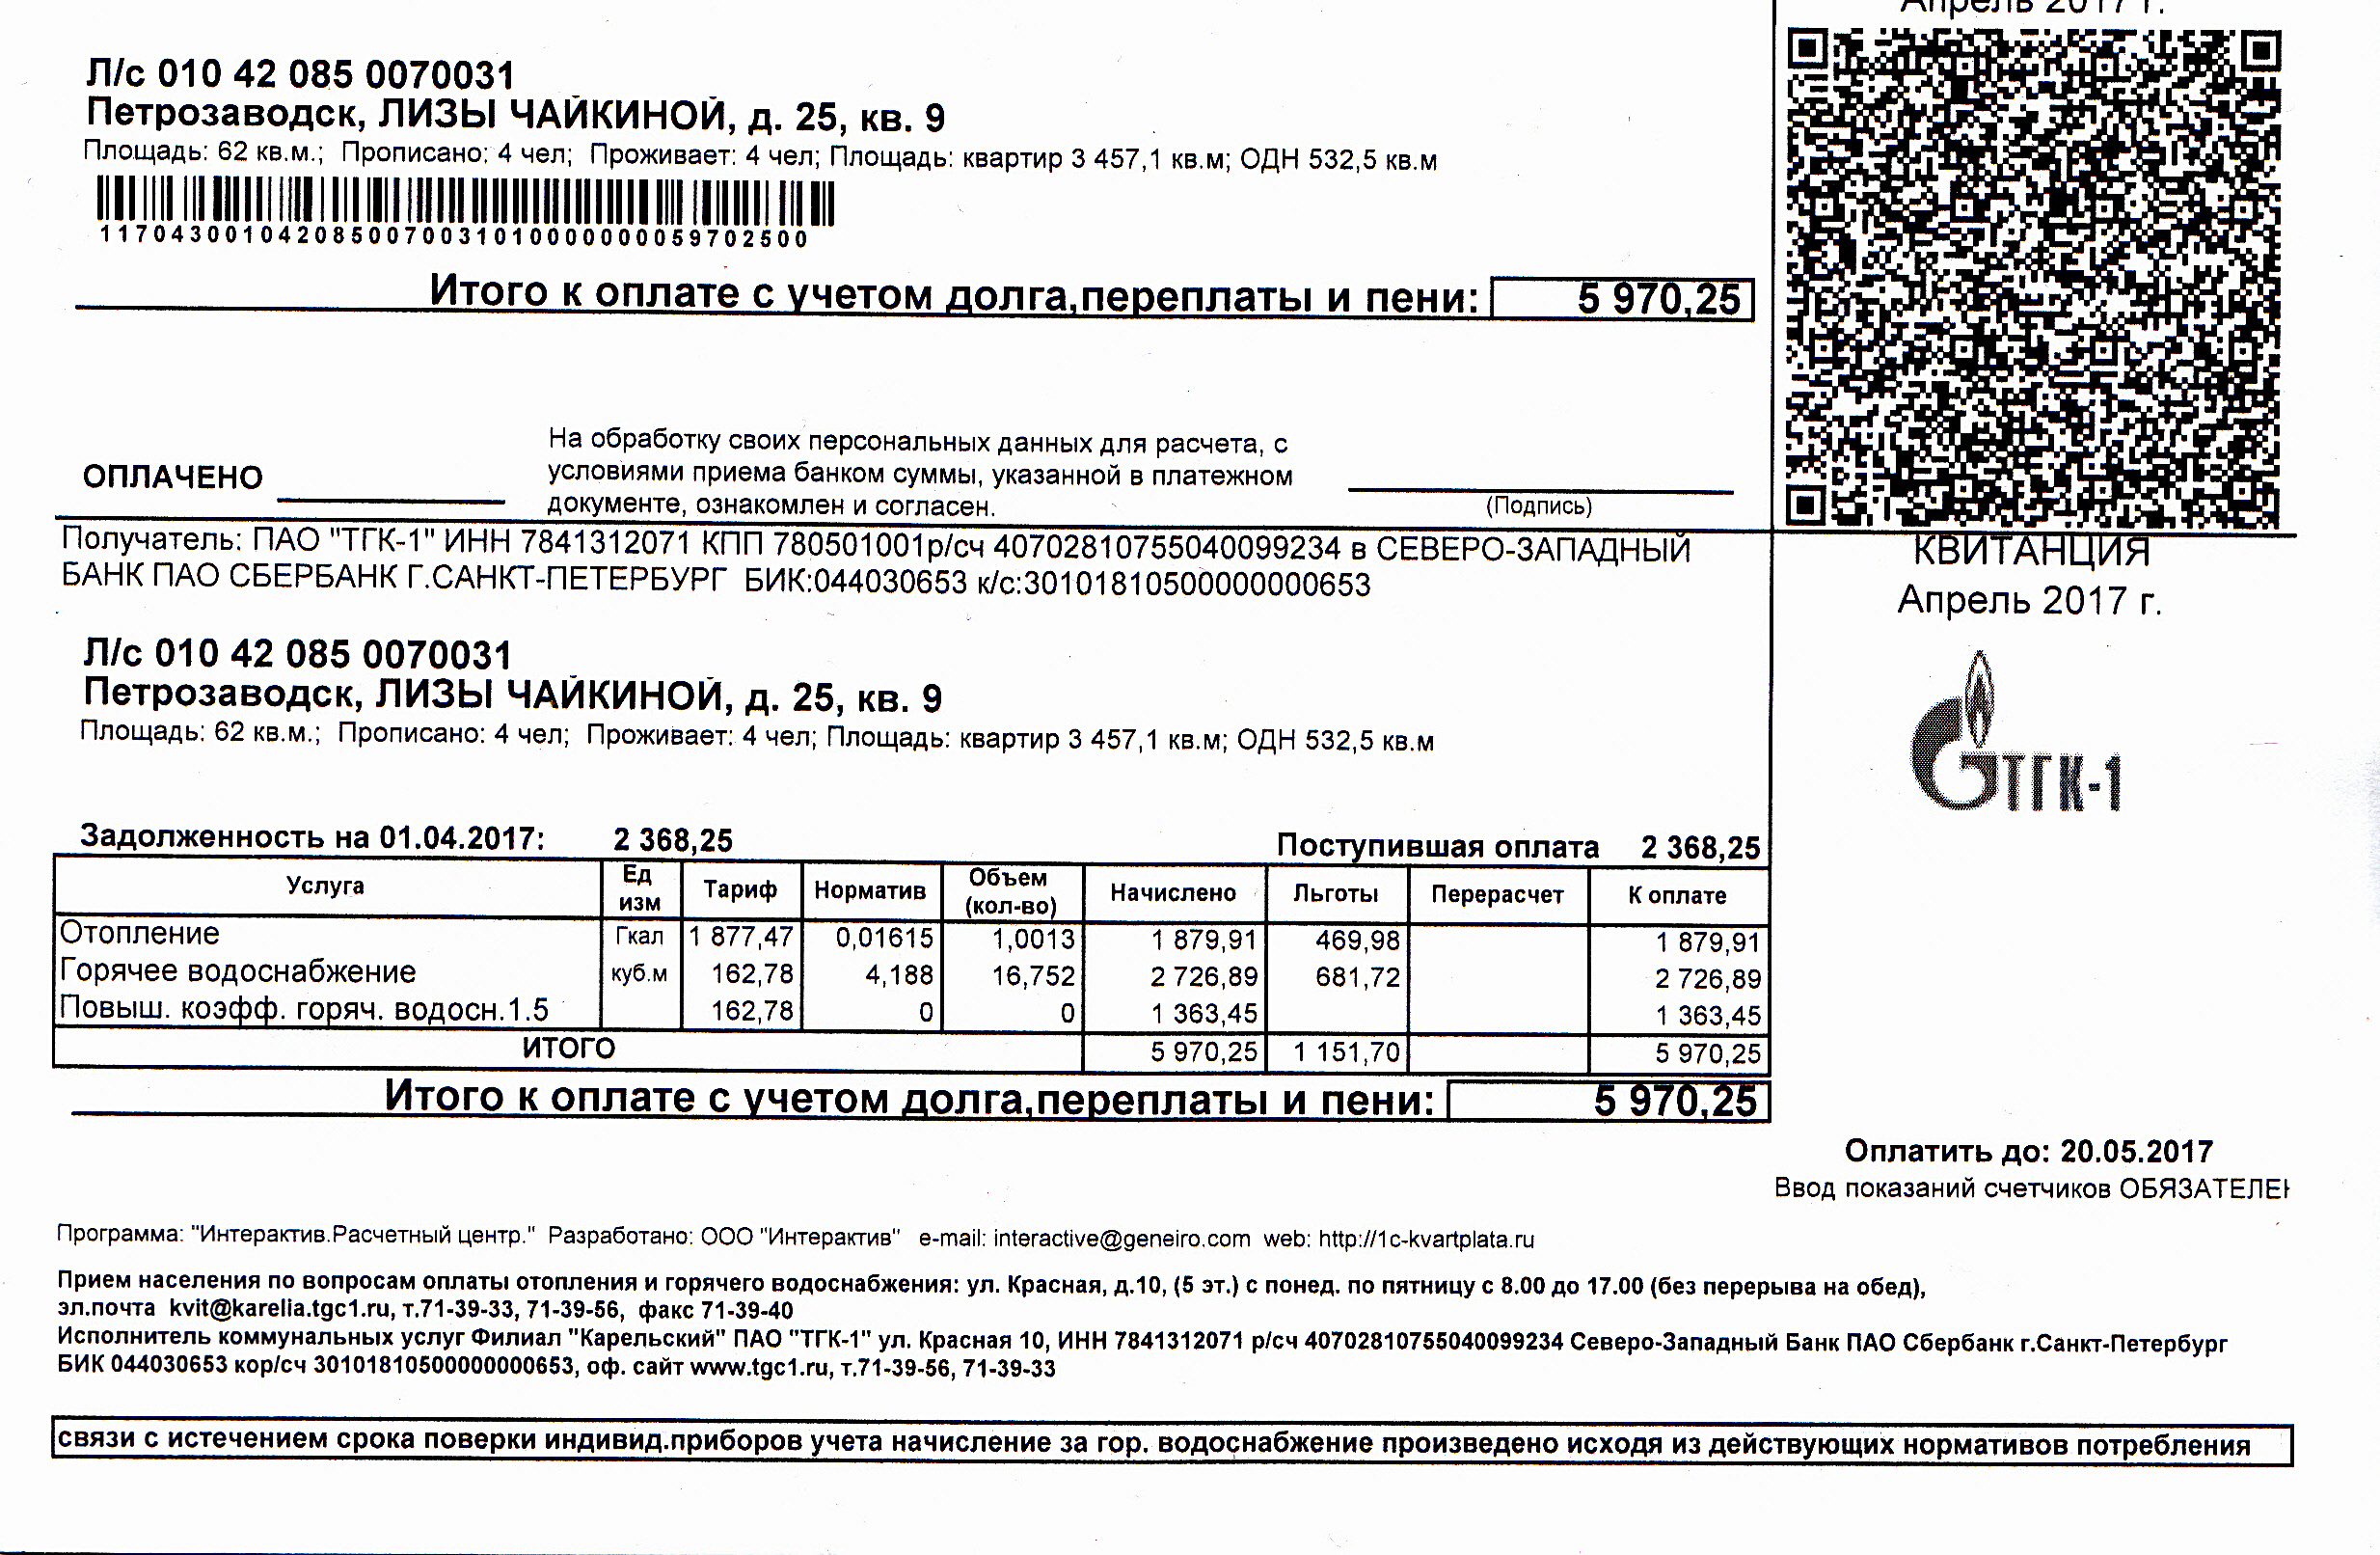 Апрель 2017 г.
Л/с 010 42 085 0070031
Петрозаводск, ЛИЗЫ ЧАЙКИНОЙ, д. 25, кв. 9
Площадь: 62 кв.м.; Прописано: 4 чел; Проживает: 4 чел; Площадь: квартир 3 457,1 кв.м; ОДН 532,5 кв.м
1170430010420850070031010000000059702500
Итого к оплате с учетом долга,переплаты и пени: 5 970,25
На обработку своих персональных данных для расчета, с
условиями приема банком суммы, указанной в платежном
документе, ознакомлен и согласен.
ОПЛАЧЕНО
(Подпись)
Получатель: ПАО "ТГК-1" ИНН 7841312071 КПП 780501001р/сч 40702810755040099234 в СЕВЕРО-ЗАПАДНЫЙ
БАНК ПАО СБЕРБАНК Г.САНКТ-ПЕТЕРБУРГ БИК:044030653 к/с:30101810500000000653
КВИТАНЦИЯ
Апрель 2017 г.
ТГК-1
Л/с 010 42 085 0070031
Петрозаводск, ЛИЗЫ ЧАЙКИНОЙ, д. 25, кв. 9
Площадь: 62 кв.м.; Прописано: 4 чел; Проживает: 4 чел; Площадь: квартир 3 457,1 кв.м; ОДН 532,5 кв.м
Задолженность на 01.04.2017: 2 368,25 Поступившая оплата 2 368,25
Услуга Ед изм Тариф Норматив Объем (кол-во) Начислено Льготы Перерасчет К оплате
Отопление Гкал 1 877,47 0,01615 1,0013 1 879,91 469,98 1 879,91
Горячее водоснабжение куб.м 162,78 4,188 16,752 2 726,89 681,72 2 726,89
Повыш. коэфф. горяч. водосн.1.5 162,78 0 0 1 363,45 1 363,45
ИТОГО 5 970,25 1 151,70 5 970,25
Итого к оплате с учетом долга,переплаты и пени: 5 970,25
Оплатить до: 20.05.2017
Ввод показаний счетчиков ОБЯЗАТЕЛЕН
Программа: "Интерактив.Расчетный центр." Разработано: ООО "Интерактив" e-mail: interactive@geneiro.com web: http://1c-kvartplata.ru
Прием населения по вопросам оплаты отопления и горячего водоснабжения: ул. Красная, д.10, (5 эт.) с понед. по пятницу с 8.00 до 17.00 (без перерыва на обед),
эл.почта kvit@karelia.tgc1.ru, т.71-39-33, 71-39-56, факс 71-39-40
Исполнитель коммунальных услуг Филиал "Карельский" ПАО "ТГК-1" ул. Красная 10, ИНН 7841312071 р/сч 40702810755040099234 Северо-Западный Банк ПАО Сбербанк г.Санкт-Петербург
БИК 044030653 кор/сч 30101810500000000653, оф. сайт www.tgc1.ru, т.71-39-56, 71-39-33
связи с истечением срока поверки индивид.приборов учета начисление за гор. водоснабжение произведено исходя из действующих нормативов потребления